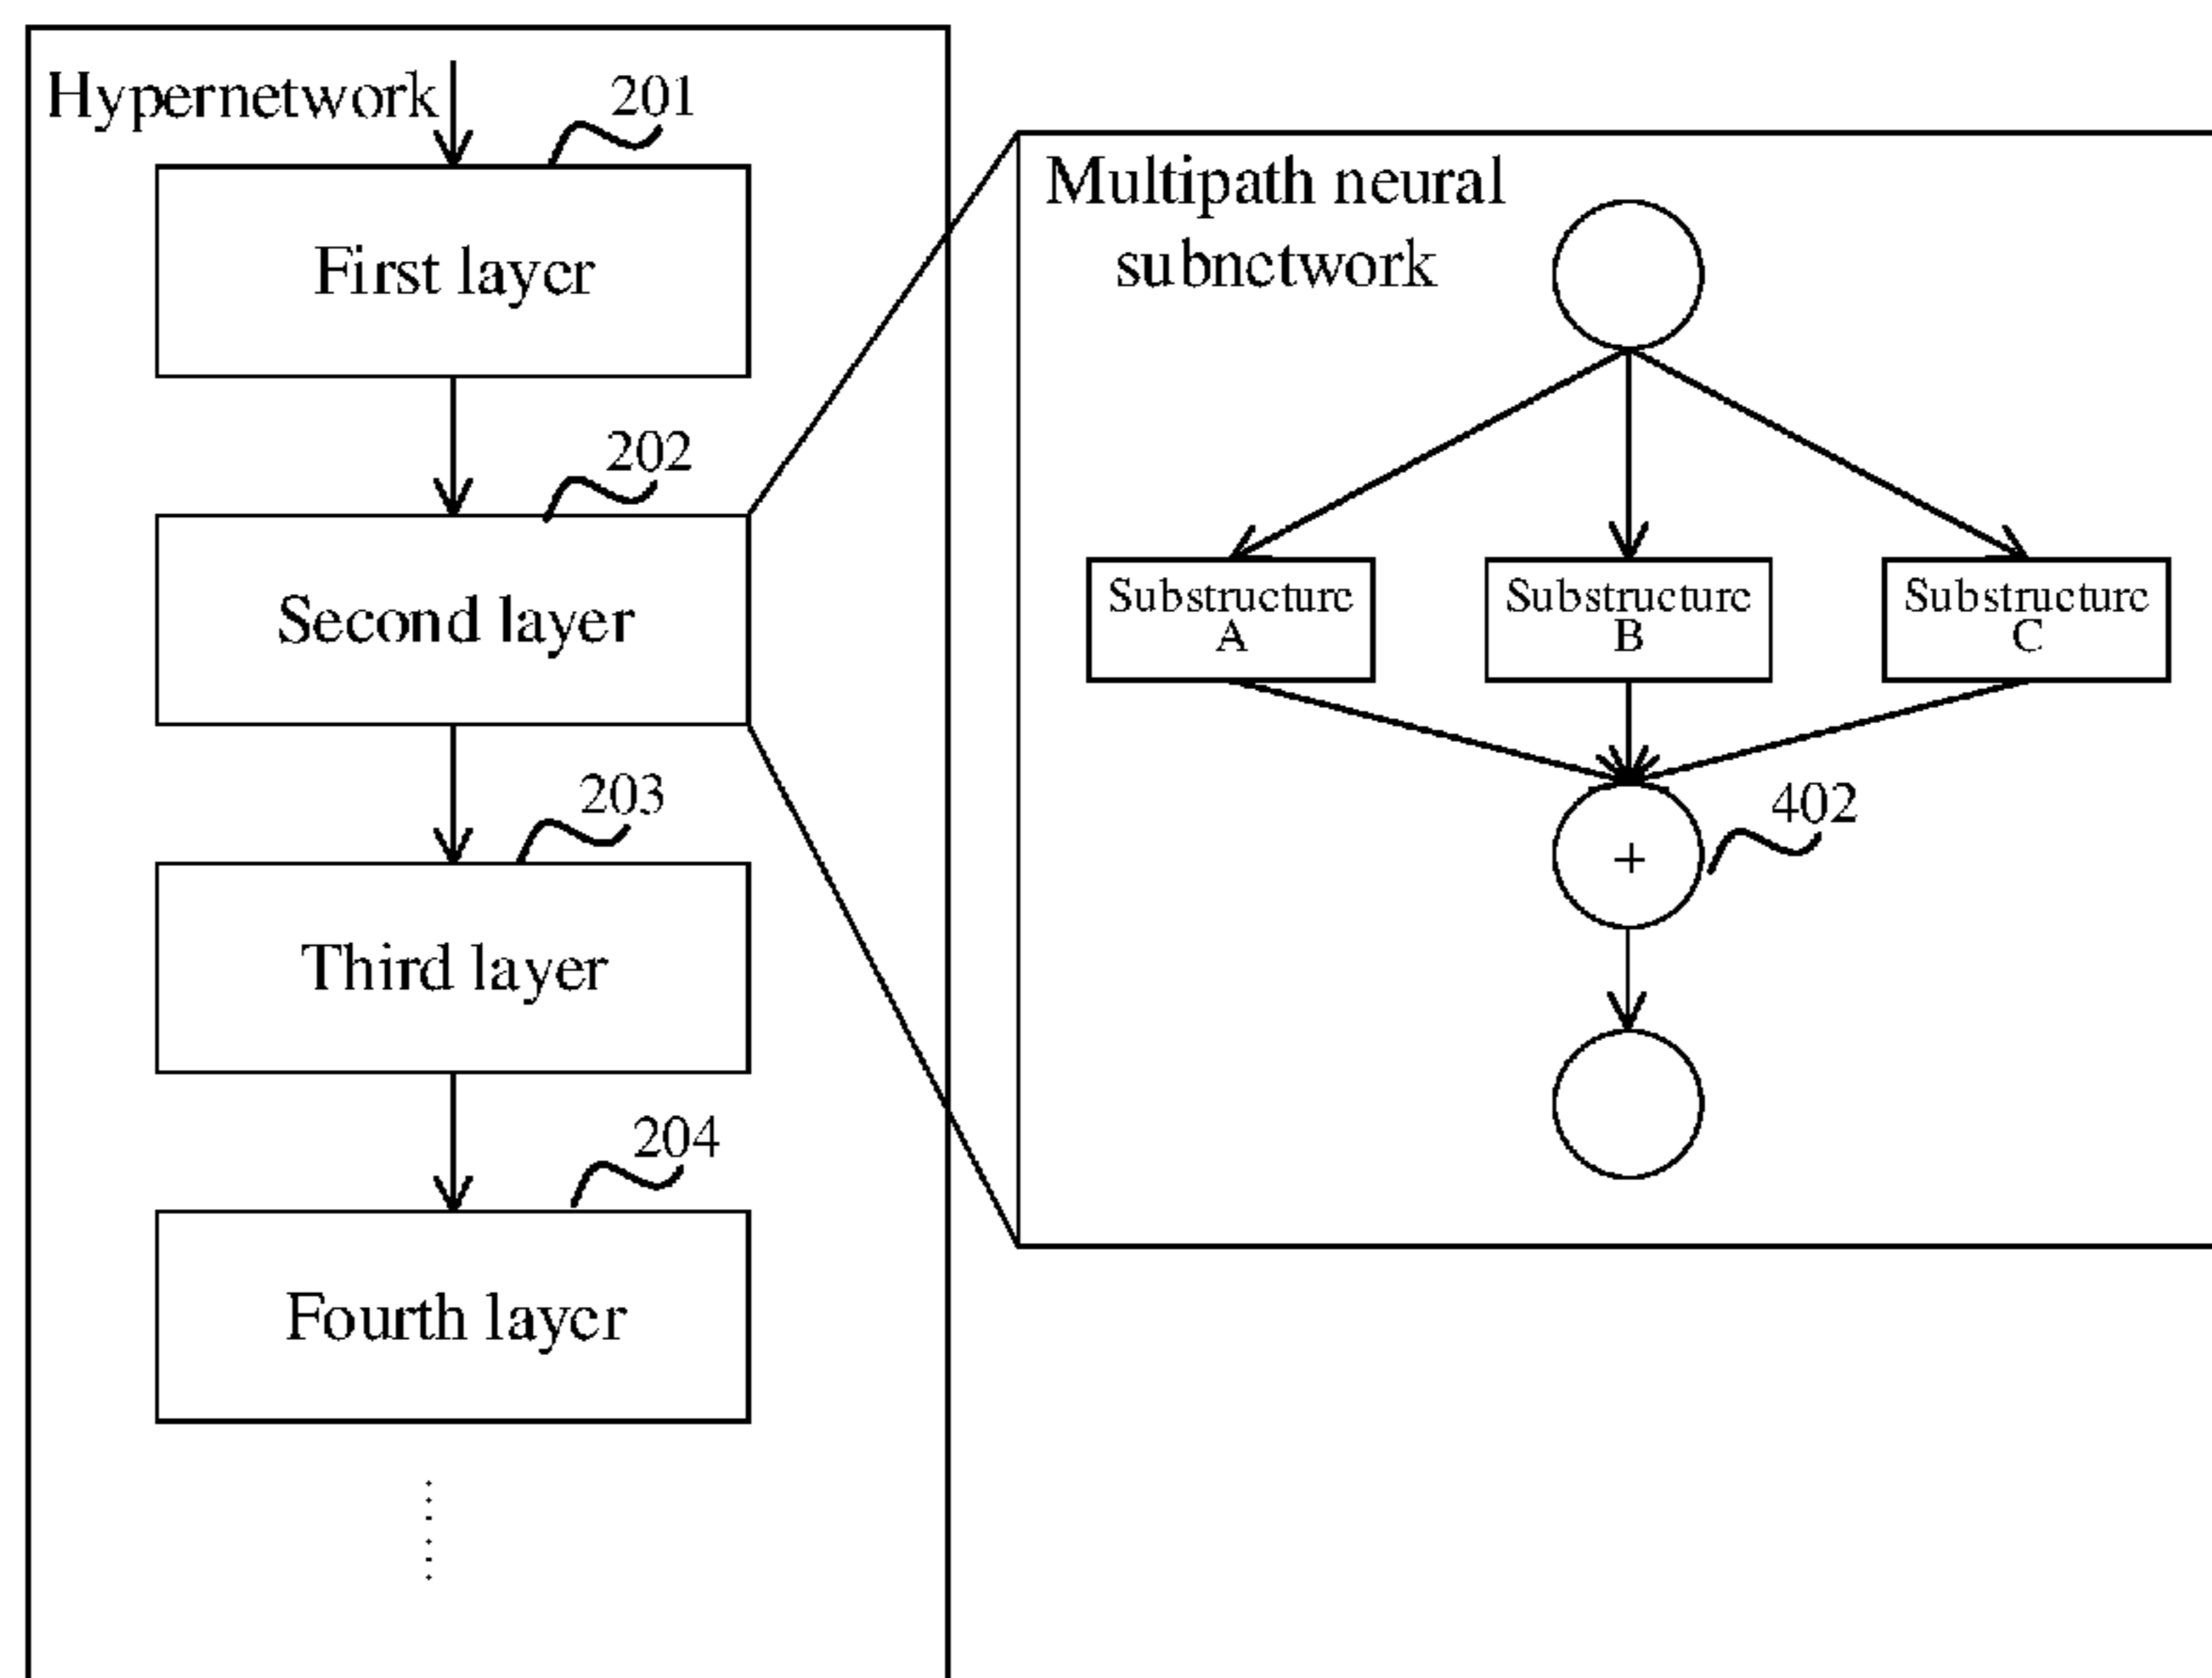 Hypernetwork
201
First layer
202
Second layer
203
Third layer
204
Fourth layer
Multipath neural
subnetwork
Substructure
A
Substructure
B
Substructure
C
+
402